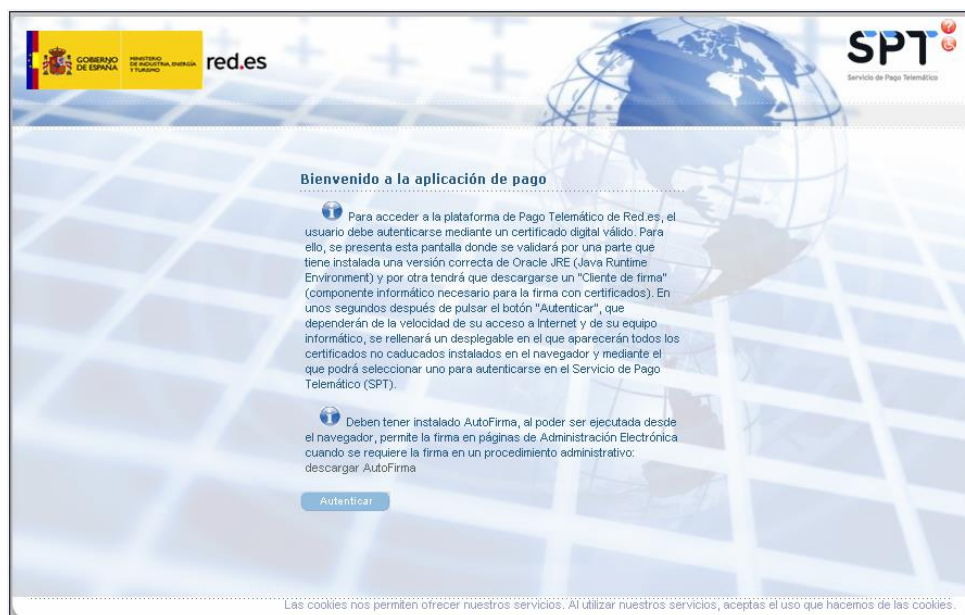 GOBIERNO
DE ESPAÑA
MINISTERIO
DE INDUSTRIA, ENERGÍA
Y TURISMO
red.es
SPT
Servicio de Pago Telemático
Bienvenido a la aplicación de pago
Para acceder a la plataforma de Pago Telemático de Red.es, el
usuario debe autenticarse mediante un certificado digital válido. Para
ello, se presenta esta pantalla donde se validará por una parte que
tiene instalada una versión correcta de Oracle JRE (Java Runtime
Environment) y por otra tendrá que descargarse un "Cliente de firma"
(componente informático necesario para la firma con certificados). En
unos segundos después de pulsar el botón "Autenticar", que
dependerán de la velocidad de su acceso a Internet y de su equipo
informático, se rellenará un desplegable en el que aparecerán todos los
certificados no caducados instalados en el navegador y mediante el
que podrá seleccionar uno para autenticarse en el Servicio de Pago
Telemático (SPT).
Deben tener instalado AutoFirma, al poder ser ejecutada desde
el navegador, permite la firma en páginas de Administración Electrónica
cuando se requiere la firma en un procedimiento administrativo:
descargar AutoFirma
Autenticar
Las cookies nos permiten ofrecer nuestros servicios. Al utilizar nuestros servicios, aceptas el uso que hacemos de las cookies.